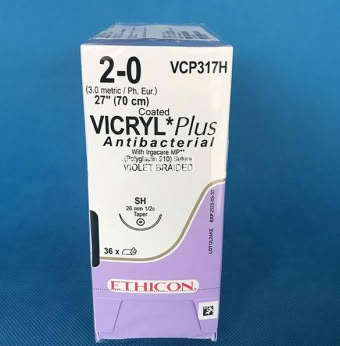 2-0
VCP317H
(3.0 metric / Ph. Eur.)
27" (70 cm)
Coated
VICRYL*Plus
Antibacterial
With Irgacare MP**
(Polyglactin 910) Suture
VIOLET BRAIDED
SH
26 mm 1/2c
Taper
36 x
ETHICON